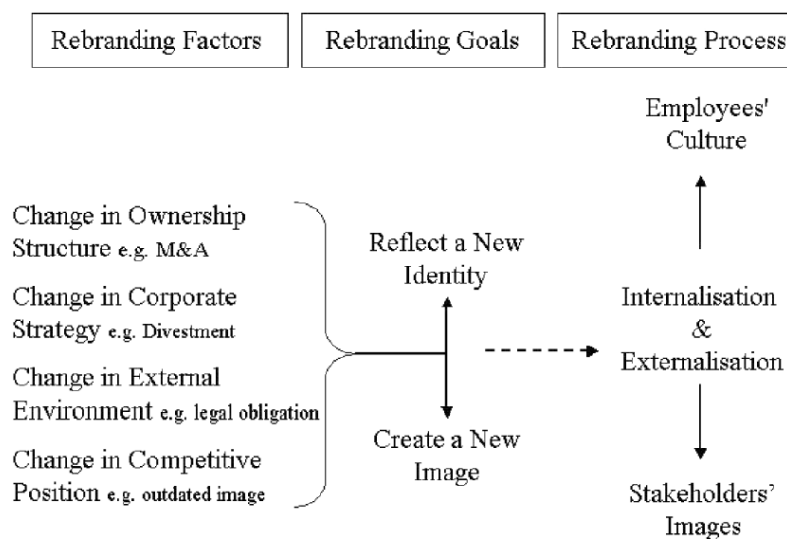 Rebranding Factors
Rebranding Goals
Rebranding Process
Change in Ownership
Structure e.g. M&A
Change in Corporate
Strategy e.g. Divestment
Change in External
Environment e.g. legal obligation
Change in Competitive
Position e.g. outdated image
Reflect a New
Identity
Create a New
Image
Employees'
Culture
Internalisation
&
Externalisation
Stakeholders’
Images